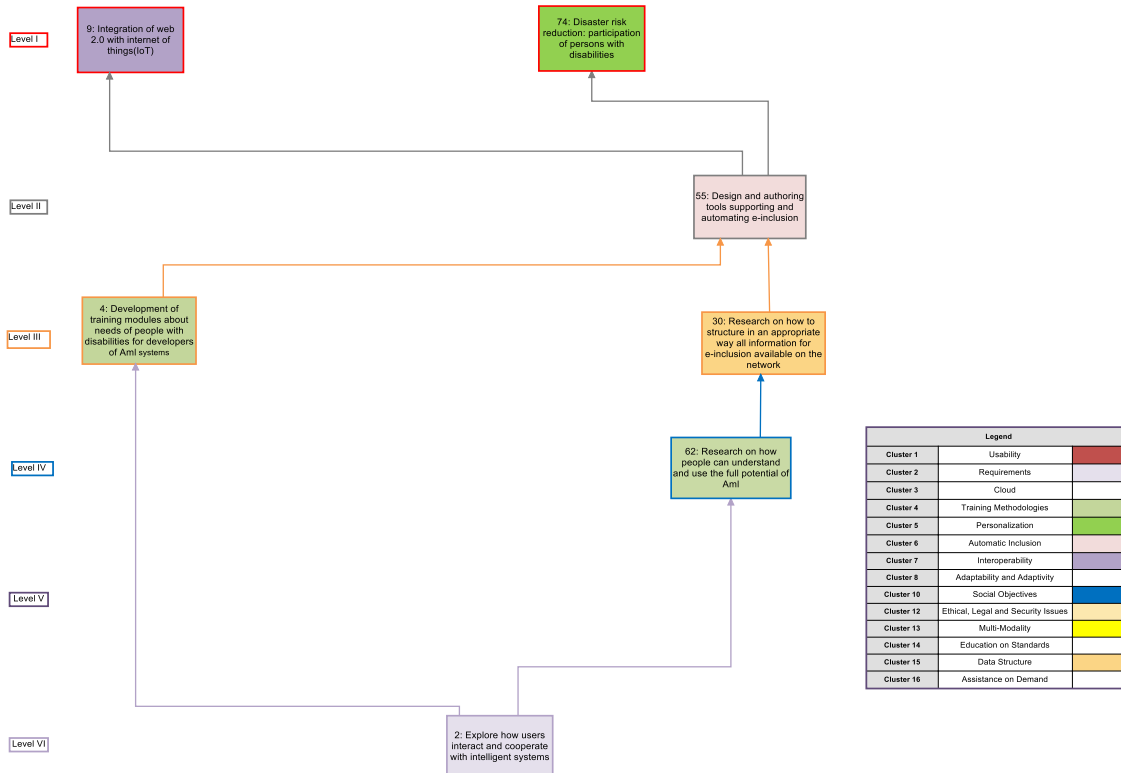 Level I
9: Integration of web
2.0 with internet of
things(IoT)
74: Disaster risk
reduction: participation
of persons with
disabilities
Level II
55: Design and authoring
tools supporting and
automating e-inclusion
Level III
4: Development of
training modules about
needs of people with
disabilities for developers
of AmI systems
30: Research on how to
structure in an appropriate
way all information for
e-inclusion available on the
network
Level IV
62: Research on how
people can understand
and use the full potential of
AmI
Level V
Level VI
2: Explore how users
interact and cooperate
with intelligent systems
Legend
Cluster 1 Usability
Cluster 2 Requirements
Cluster 3 Cloud
Cluster 4 Training Methodologies
Cluster 5 Personalization
Cluster 6 Automatic Inclusion
Cluster 7 Interoperability
Cluster 8 Adaptability and Adaptivity
Cluster 10 Social Objectives
Cluster 12 Ethical, Legal and Security Issues
Cluster 13 Multi-Modality
Cluster 14 Education on Standards
Cluster 15 Data Structure
Cluster 16 Assistance on Demand